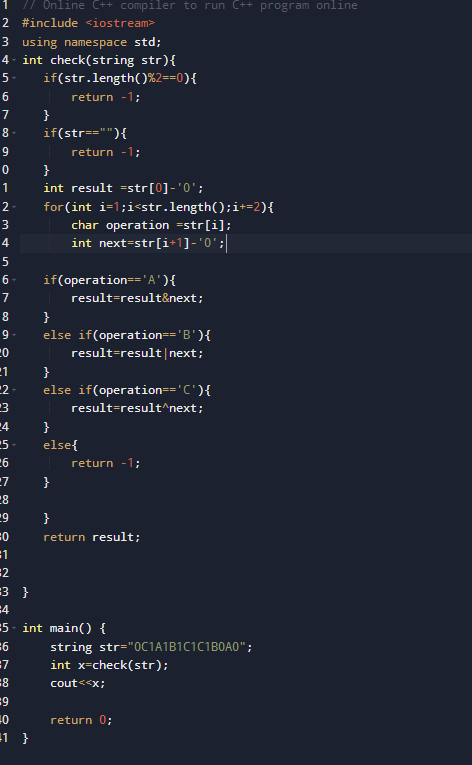 1 // Online C++ compiler to run C++ program online
2 #include <iostream>
3 using namespace std;
4 int check(string str){
5 if(str.length()%2==0){
6 return -1;
7 }
8 if(str==""){
9 return -1;
0 }
1 int result =str[0]-'0';
2 for(int i=1;i<str.length();i+=2){
3 char operation =str[i];
4 int next=str[i+1]-'0';
5
6 if(operation=='A'){
7 result=result&next;
8 }
9 else if(operation=='B'){
20 result=result|next;
21 }
22 else if(operation=='C'){
23 result=result^next;
24 }
25 else{
26 return -1;
27 }
28
29 }
30 return result;
31
32
33 }
34
35 int main() {
36 string str="0C1A1B1C1C1B0A0";
37 int x=check(str);
38 cout<<x;
39
40 return 0;
41 }